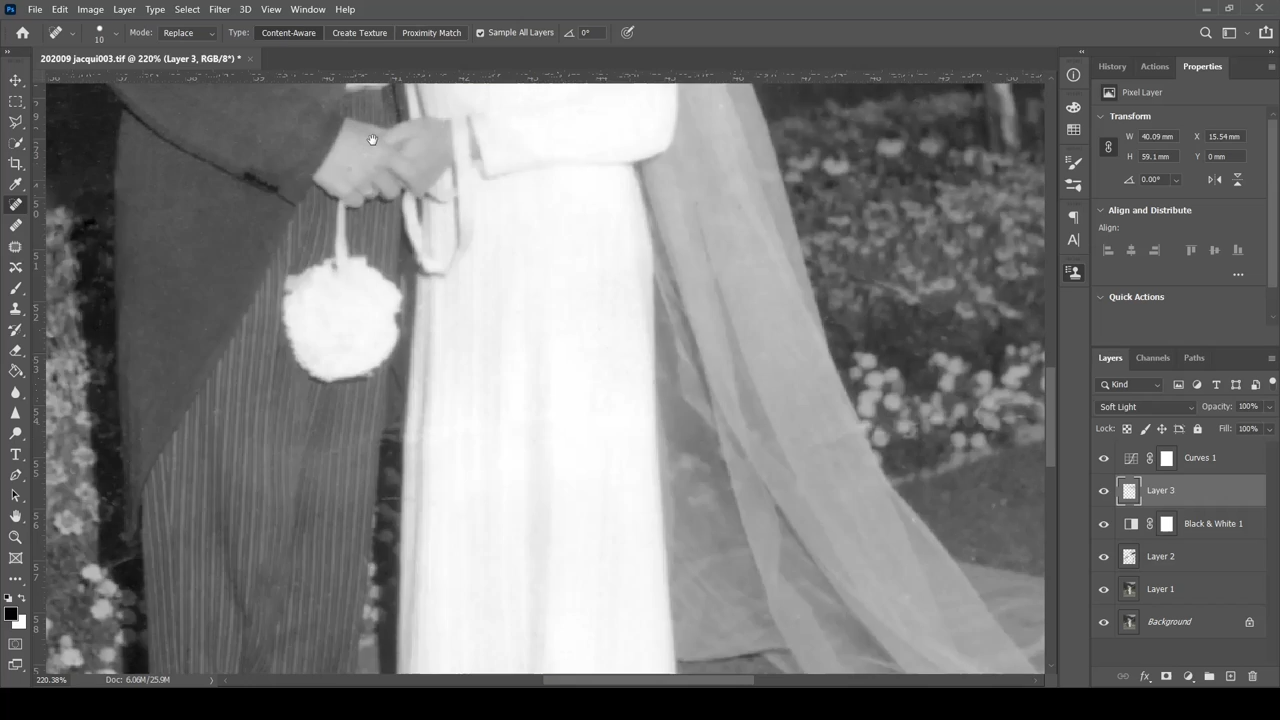 Ps File Edit Image Layer Type Select Filter 3D View Window Help
10 Mode: Replace Type: Content-Aware Create Texture Proximity Match Sample All Layers 0°
202009 jacqui003.tif @ 220% (Layer 3, RGB/8*) * ×
History Actions Properties
Pixel Layer
Transform
W 40.09 mm X 15.54 mm
H 59.1 mm Y 0 mm
0.00°
Align and Distribute
Align:
Quick Actions
Layers Channels Paths
Kind
Soft Light Opacity: 100%
Lock: Fill: 100%
Curves 1
Layer 3
Black & White 1
Layer 2
Layer 1
Background
220.38% Doc: 6.06M/25.9M